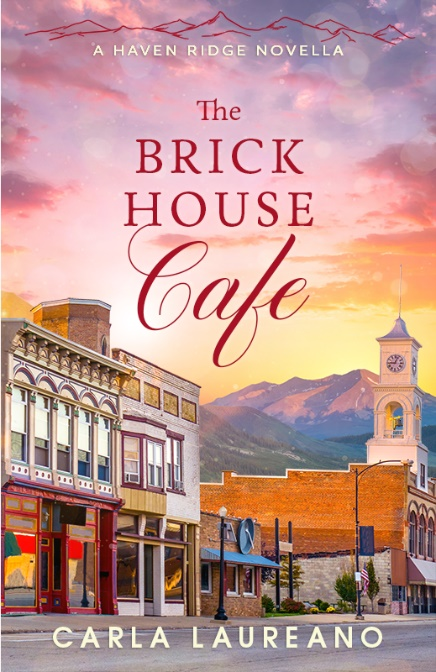 A HAVEN RIDGE NOVELLA
The
BRICK
HOUSE
Cafe
CARLA LAUREANO